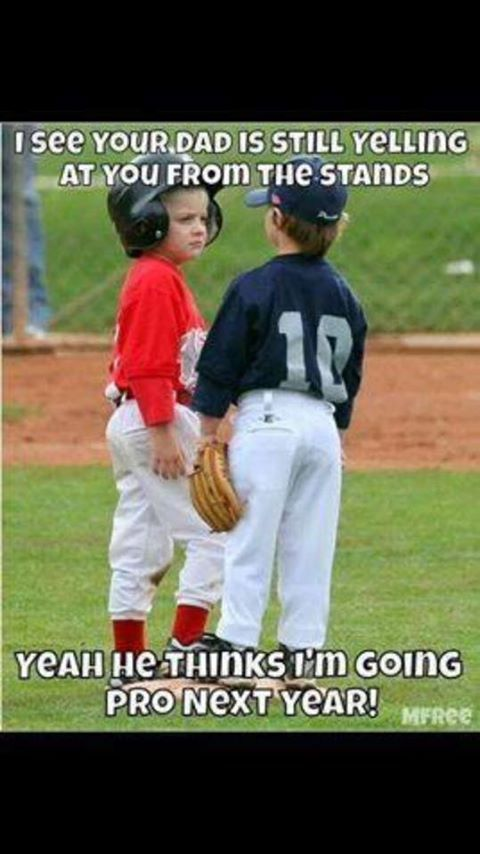 I see your dad is still yelling
at you from the stands
10
Yeah he thinks I'm going
pro next year!
MFRee